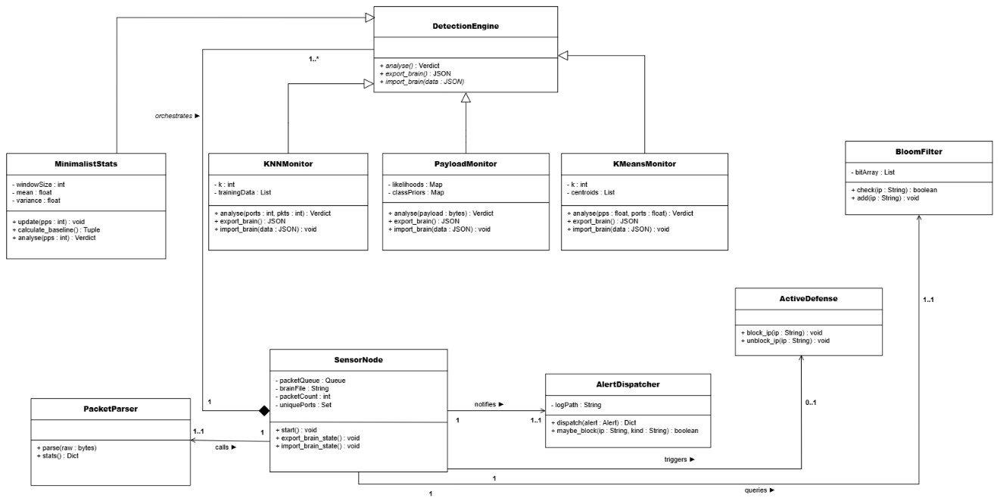 DetectionEngine
+ analyse() : Verdict
+ export_brain() : JSON
+ import_brain(data : JSON)
1..*
orchestrates ►
MinimalistStats
- windowSize : int
- mean : float
- variance : float
+ update(pps : int) : void
+ calculate_baseline() : Tuple
+ analyse(pps : int) : Verdict
KNNMonitor
- k : int
- trainingData : List
+ analyse(ports : int, pkts : int) : Verdict
+ export_brain() : JSON
+ import_brain(data : JSON) : void
PayloadMonitor
- likelihoods : Map
- classPriors : Map
+ analyse(payload : bytes) : Verdict
+ export_brain() : JSON
+ import_brain(data : JSON) : void
KMeansMonitor
- k : int
- centroids : List
+ analyse(pps : float, ports : float) : Verdict
+ export_brain() : JSON
+ import_brain(data : JSON) : void
BloomFilter
- bitArray : List
+ check(ip : String) : boolean
+ add(ip : String) : void
1..1
ActiveDefense
+ block_ip(ip : String) : void
+ unblock_ip(ip : String) : void
0..1
SensorNode
- packetQueue : Queue
- brainFile : String
- packetCount : int
- uniquePorts : Set
+ start() : void
+ export_brain_state() : void
+ import_brain_state() : void
1
notifies ►
1
1..1
AlertDispatcher
- logPath : String
+ dispatch(alert : Alert) : Dict
+ maybe_block(ip : String, kind : String) : boolean
PacketParser
+ parse(raw : bytes)
+ stats() : Dict
1..1
1
calls ►
triggers ►
1
queries ►
1